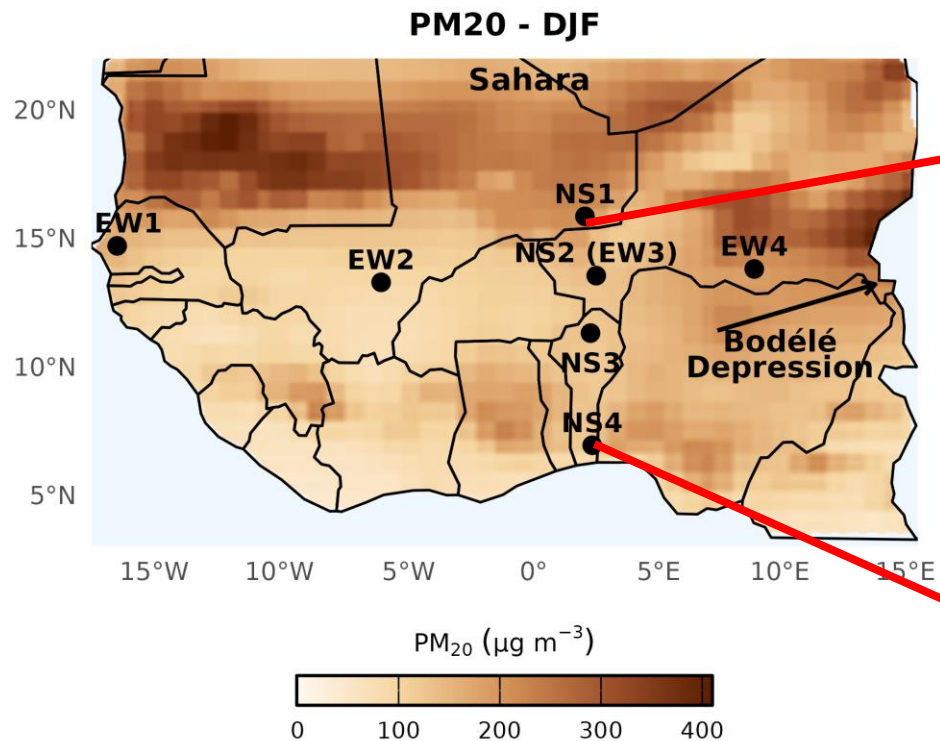 PM20 - DJF
Sahara
20°N
NS1
EW1
15°N
NS2 (EW3)
EW4
EW2
Bodélé
Depression
10°N
NS3
NS4
5°N
15°W 10°W 5°W 0° 5°E 10°E 15°E
PM₂₀ (µg m⁻³)
0 100 200 300 400